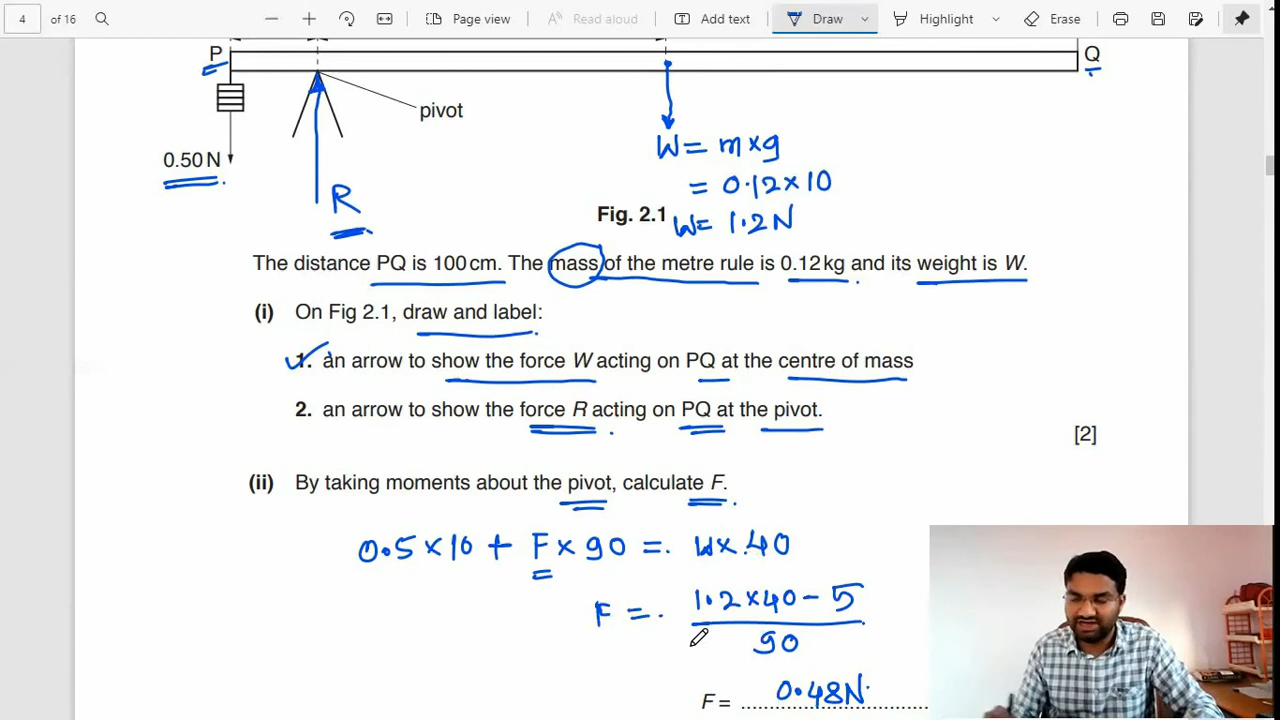 4 of 16 Page view Read aloud Add text Draw Highlight Erase
P Q
pivot
0.50 N
W = m×g
= 0.12×10
R
Fig. 2.1 W= 1.2N
The distance PQ is 100 cm. The mass of the metre rule is 0.12 kg and its weight is W.
(i) On Fig 2.1, draw and label:
1. an arrow to show the force W acting on PQ at the centre of mass
2. an arrow to show the force R acting on PQ at the pivot.
[2]
(ii) By taking moments about the pivot, calculate F.
0.5×10 + F×90 = W×40
F = 1.2×40 - 5
90
F = 0.48N